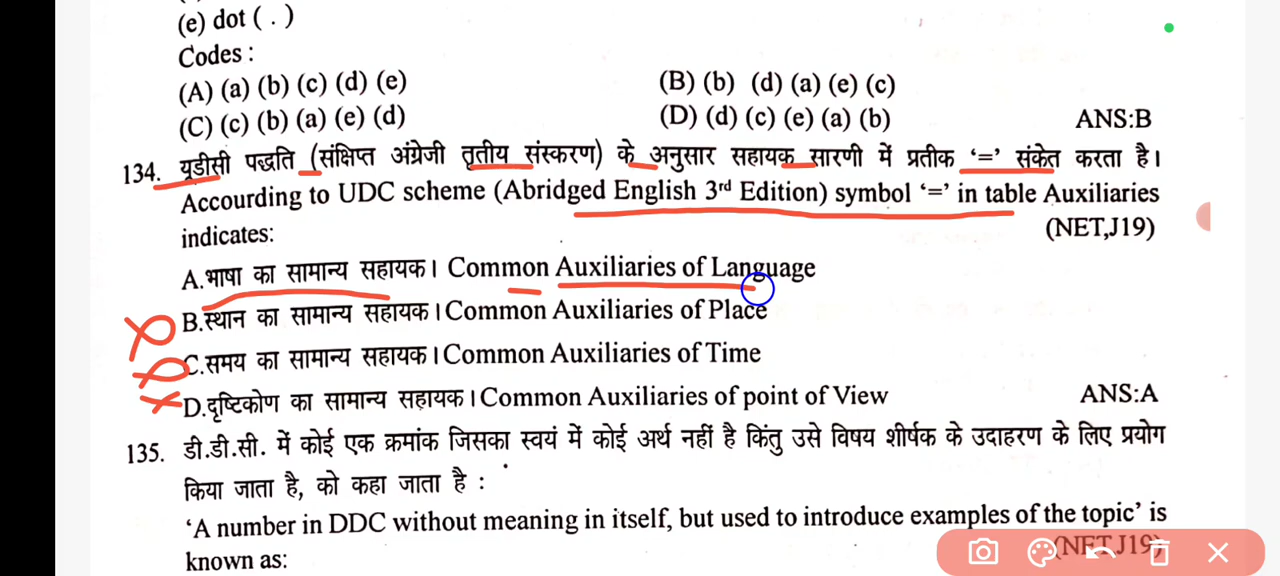 (e) dot ( . )
Codes :
(A) (a) (b) (c) (d) (e) (B) (b) (d) (a) (e) (c)
(C) (c) (b) (a) (e) (d) (D) (d) (c) (e) (a) (b) ANS:B
134. यूडीसी पद्धति (संक्षिप्त अंग्रेजी तृतीय संस्करण) के अनुसार सहायक सारणी में प्रतीक '=' संकेत करता है।
Accourding to UDC scheme (Abridged English 3rd Edition) symbol '=' in table Auxiliaries
indicates: (NET,J19)
A.भाषा का सामान्य सहायक। Common Auxiliaries of Language
B.स्थान का सामान्य सहायक। Common Auxiliaries of Place
C.समय का सामान्य सहायक। Common Auxiliaries of Time
D.दृष्टिकोण का सामान्य सहायक। Common Auxiliaries of point of View ANS:A
135. डी.डी.सी. में कोई एक क्रमांक जिसका स्वयं में कोई अर्थ नहीं है किंतु उसे विषय शीर्षक के उदाहरण के लिए प्रयोग
किया जाता है, को कहा जाता है :
'A number in DDC without meaning in itself, but used to introduce examples of the topic' is
known as: (NET,J19)